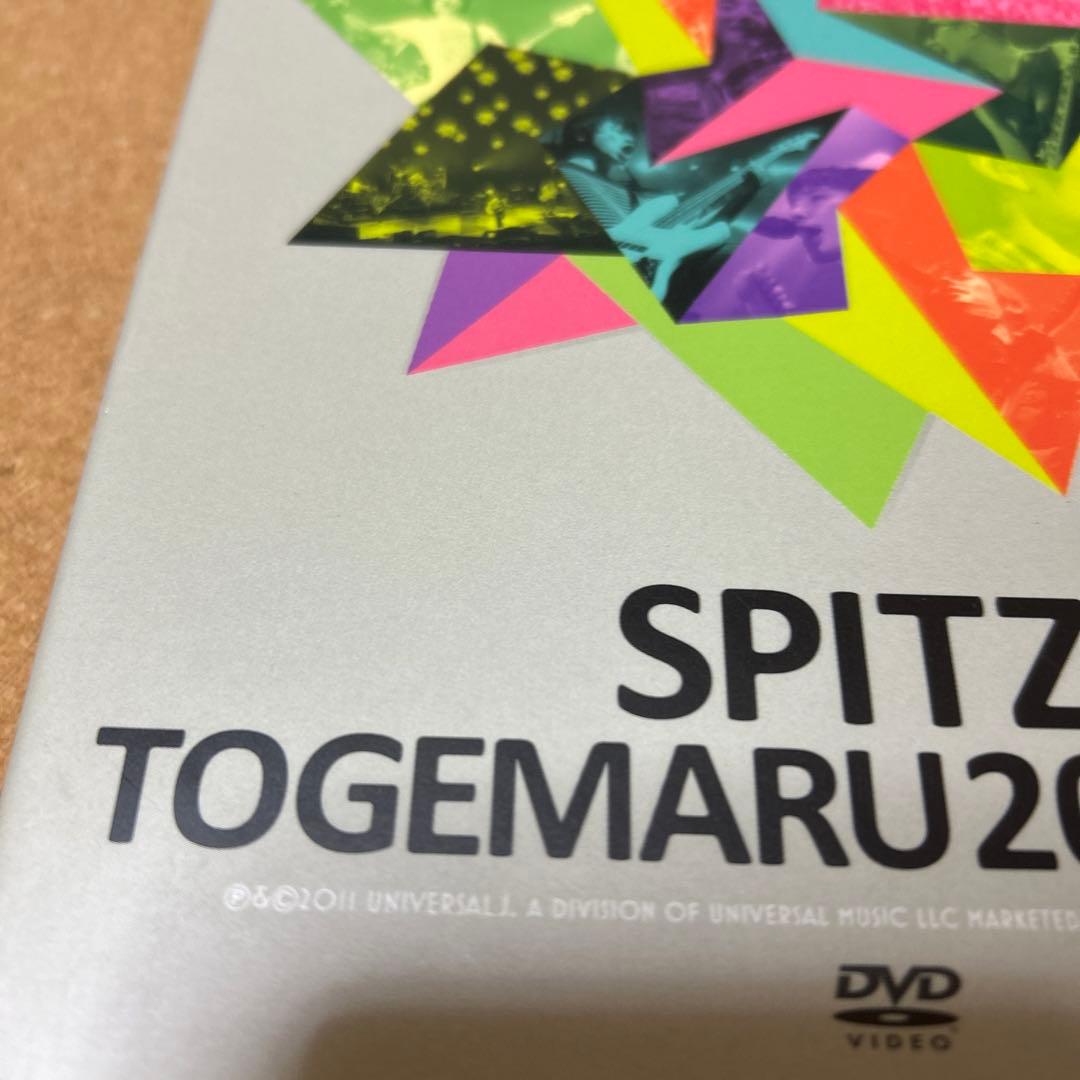 SPITZ
TOGEMARU20
Ⓟ&©2011 UNIVERSAL J. A DIVISION OF UNIVERSAL MUSIC LLC MARKETED
DVD
VIDEO